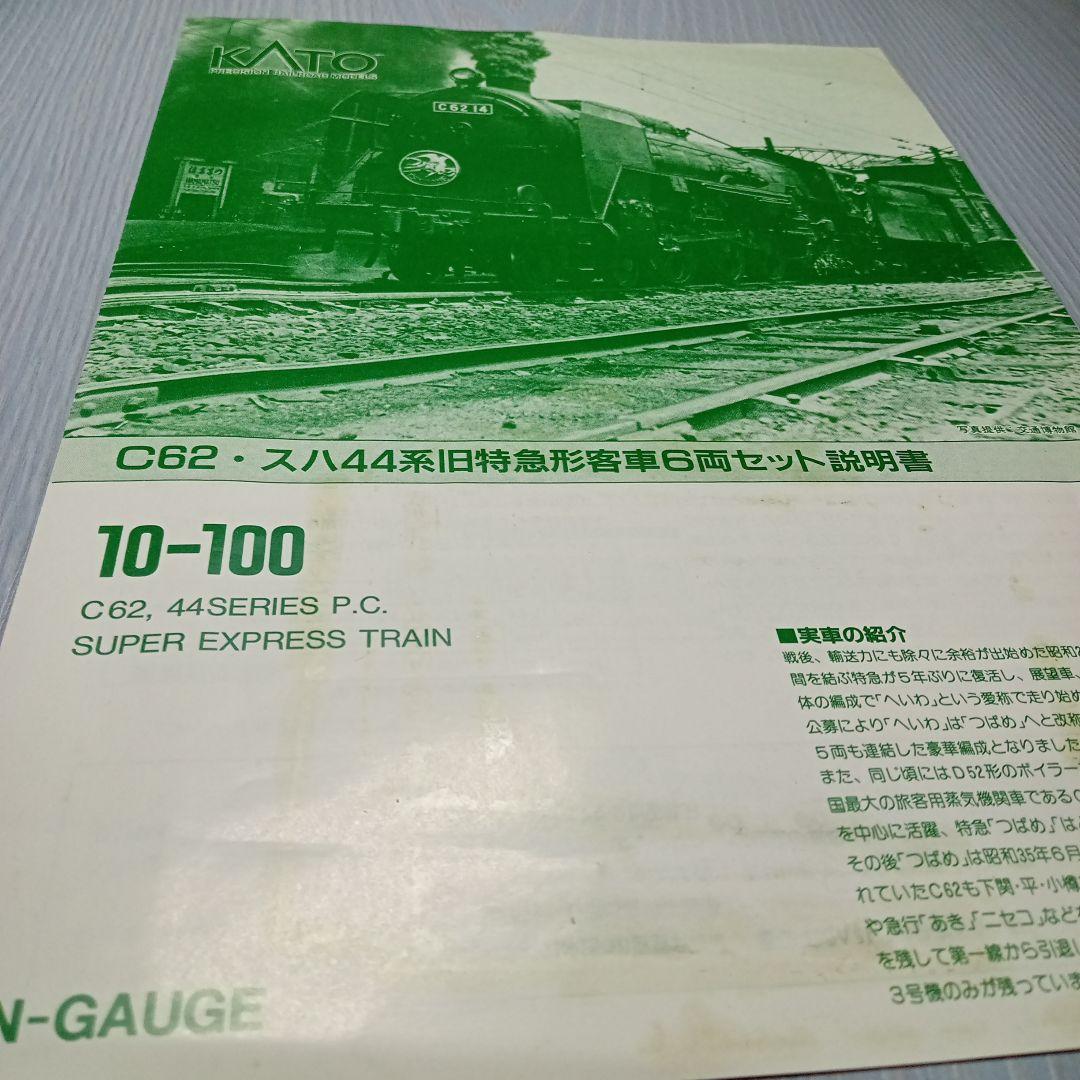 KATO
PRECISION RAILROAD MODELS
C6214
はままつ
HAMAMATSU
つばめ
写真提供：交通博物館
C62・スハ44系旧特急形客車6両セット説明書
10-100
C62, 44SERIES P.C.
SUPER EXPRESS TRAIN
■実車の紹介
戦後、輸送力にも除々に余裕が出始めた昭和2
間を結ぶ特急が5年ぶりに復活し、展望車、
体の編成で「へいわ」という愛称で走り始め
公募により「へいわ」は「つばめ」へと改称
5両も連結した豪華編成となりました
また、同じ頃にはD52形のボイラー
国最大の旅客用蒸気機関車である
を中心に活躍、特急「つばめ」「は
その後「つばめ」は昭和35年6月
れていたC62も下関・平・小樽
や急行「あき」「ニセコ」など
を残して第一線から引退し
3号機のみが残っていま
N-GAUGE